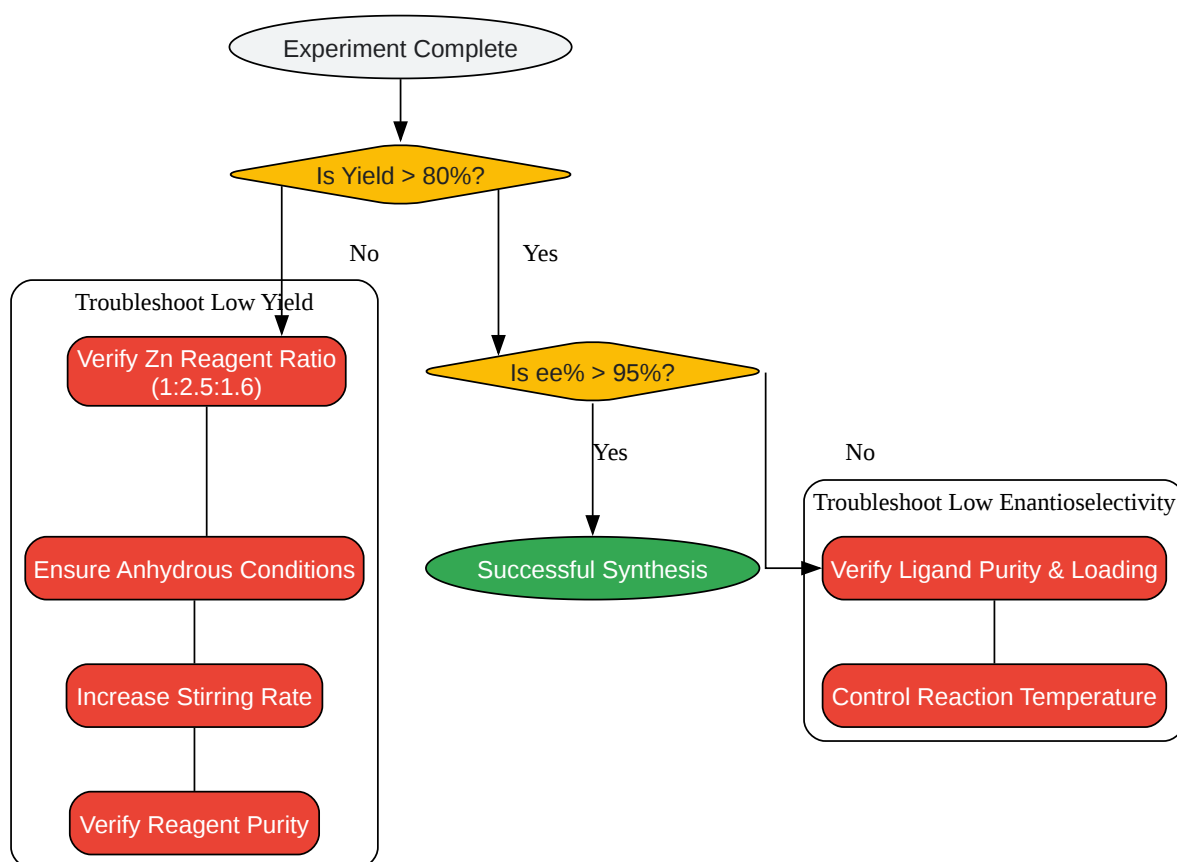 Experiment Complete
Is Yield > 80%?
No
Yes
Troubleshoot Low Yield
Verify Zn Reagent Ratio
(1:2.5:1.6)
Is ee% > 95%?
Yes
No
Troubleshoot Low Enantioselectivity
Ensure Anhydrous Conditions
Successful Synthesis
Verify Ligand Purity & Loading
Increase Stirring Rate
Control Reaction Temperature
Verify Reagent Purity